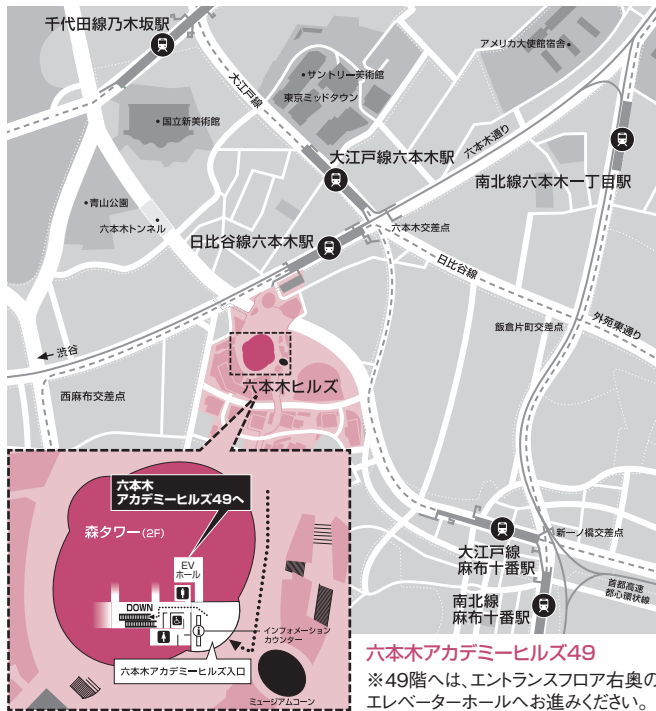 千代田線乃木坂駅
アメリカ大使館宿舎
大江戸線
サントリー美術館
東京ミッドタウン
国立新美術館
六本木通り
大江戸線六本木駅
南北線六本木一丁目駅
青山公園
六本木トンネル
六本木交差点
日比谷線六本木駅
日比谷線
外苑東通り
飯倉片町交差点
← 渋谷
六本木ヒルズ
西麻布交差点
六本木
アカデミーヒルズ49へ
森タワー(2F)
EV
ホール
DOWN
インフォメーション
カウンター
六本木アカデミーヒルズ入口
ミュージアムコーン
新一ノ橋交差点
大江戸線
麻布十番駅
首都高速
都心環状線
南北線
麻布十番駅
六本木アカデミーヒルズ49
※49階へは、エントランスフロア右奥の
エレベーターホールへお進みください。